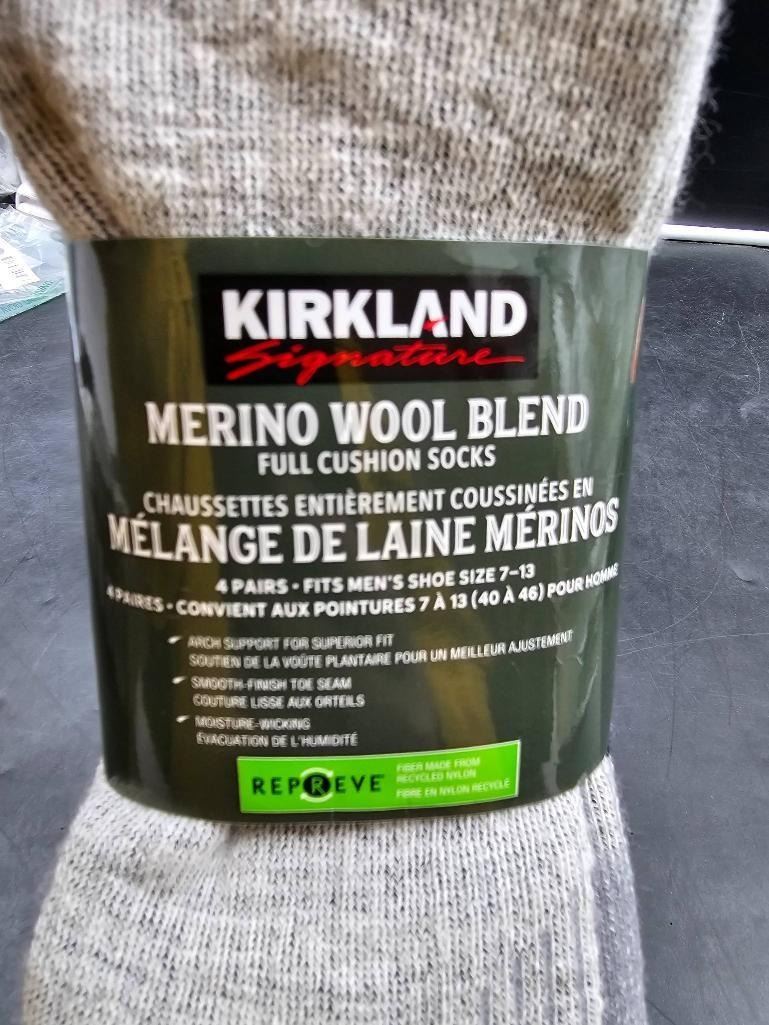 KIRKLAND
Signature
MERINO WOOL BLEND
FULL CUSHION SOCKS
CHAUSSETTES ENTIÈREMENT COUSSINÉES EN
MÉLANGE DE LAINE MÉRINOS
4 PAIRS • FITS MEN'S SHOE SIZE 7–13
4 PAIRES • CONVIENT AUX POINTURES 7 À 13 (40 À 46) POUR HOMME
ARCH SUPPORT FOR SUPERIOR FIT
SOUTIEN DE LA VOÛTE PLANTAIRE POUR UN MEILLEUR AJUSTEMENT
SMOOTH-FINISH TOE SEAM
COUTURE LISSE AUX ORTEILS
MOISTURE-WICKING
ÉVACUATION DE L'HUMIDITÉ
REPREVE
FIBER MADE FROM
RECYCLED NYLON
FIBRE EN NYLON RECYCLÉ